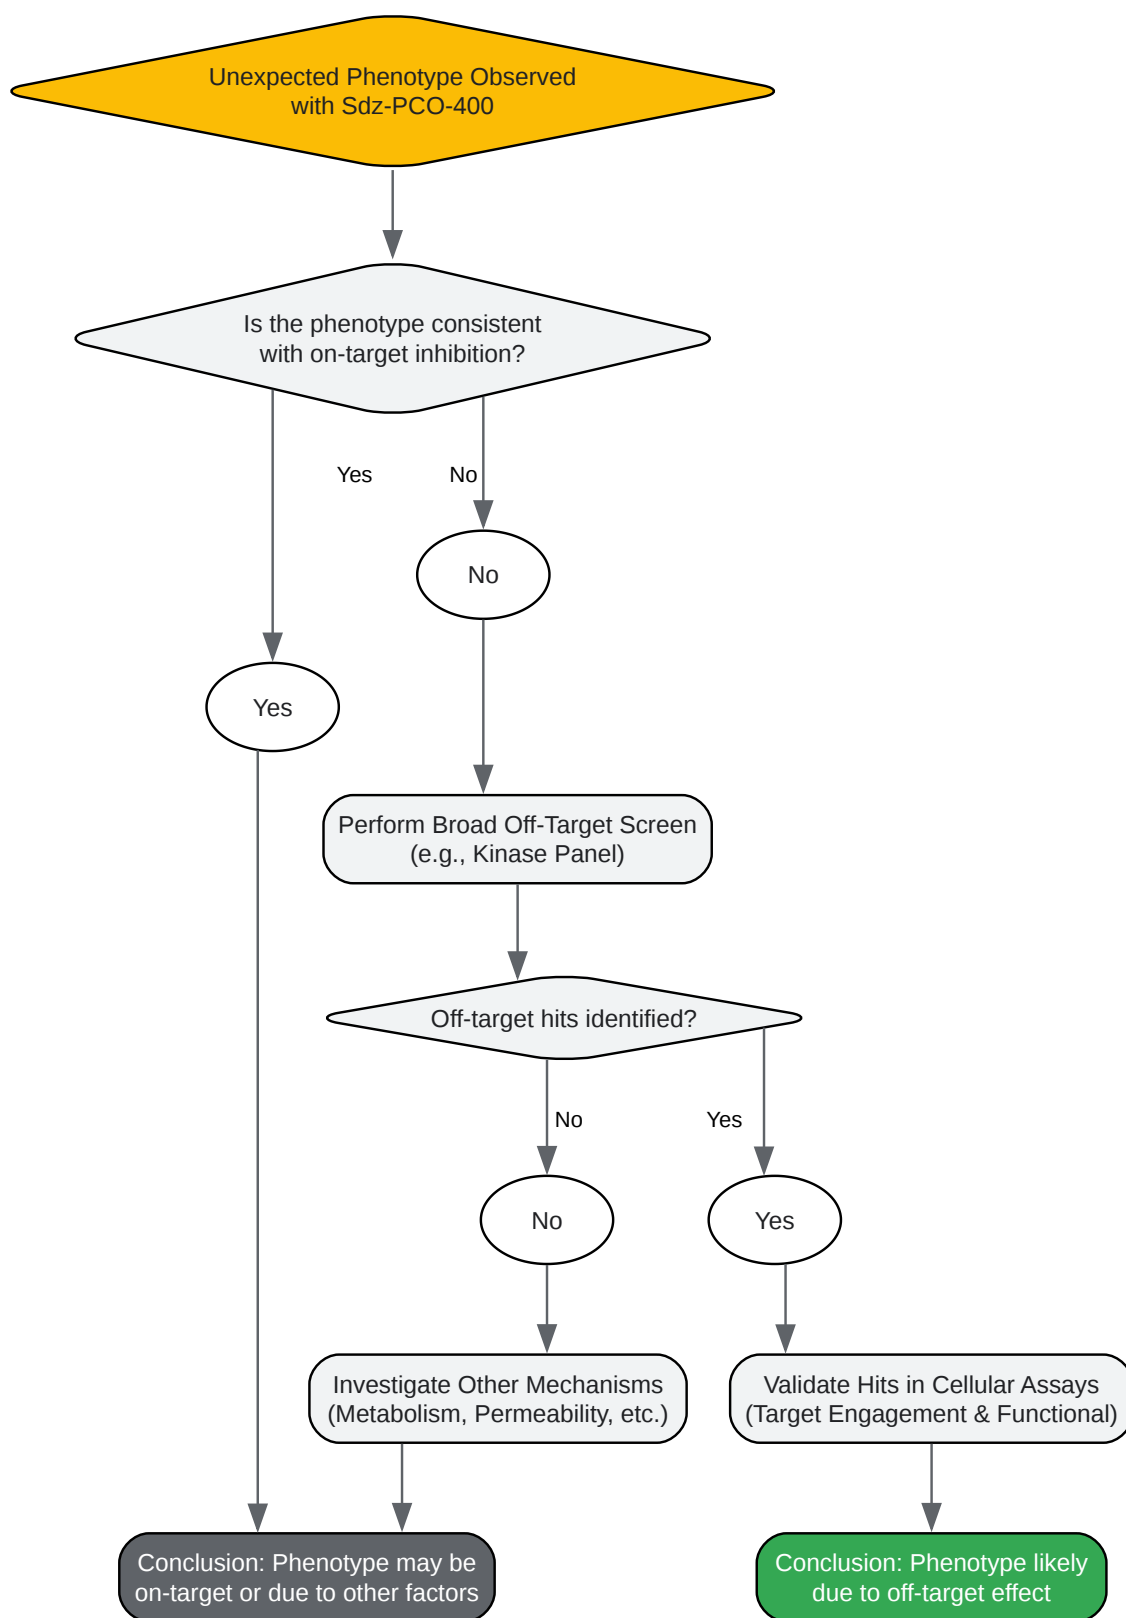 Unexpected Phenotype Observed
with Sdz-PCO-400
Is the phenotype consistent
with on-target inhibition?
Yes
No
No
Yes
Perform Broad Off-Target Screen
(e.g., Kinase Panel)
Off-target hits identified?
No
Yes
No
Yes
Investigate Other Mechanisms
(Metabolism, Permeability, etc.)
Validate Hits in Cellular Assays
(Target Engagement & Functional)
Conclusion: Phenotype may be
on-target or due to other factors
Conclusion: Phenotype likely
due to off-target effect